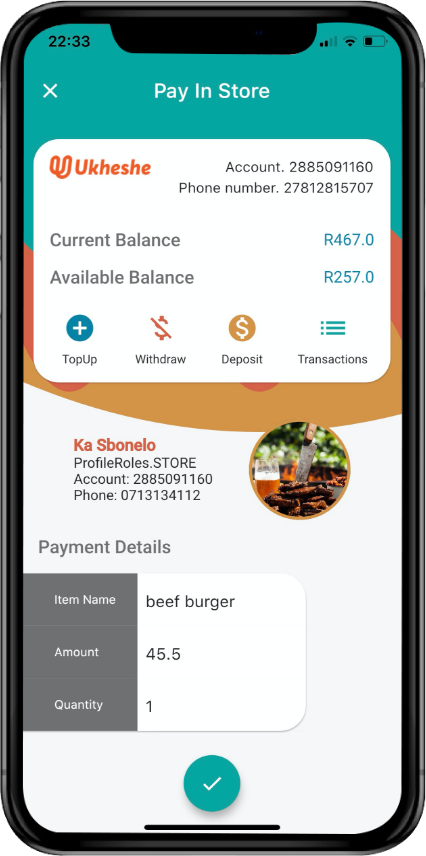 22:33
Pay In Store
Ukheshe
Account. 2885091160
Phone number. 27812815707
Current Balance R467.0
Available Balance R257.0
TopUp Withdraw Deposit Transactions
Ka Sbonelo
ProfileRoles.STORE
Account: 2885091160
Phone: 0713134112
Payment Details
Item Name beef burger
Amount 45.5
Quantity 1